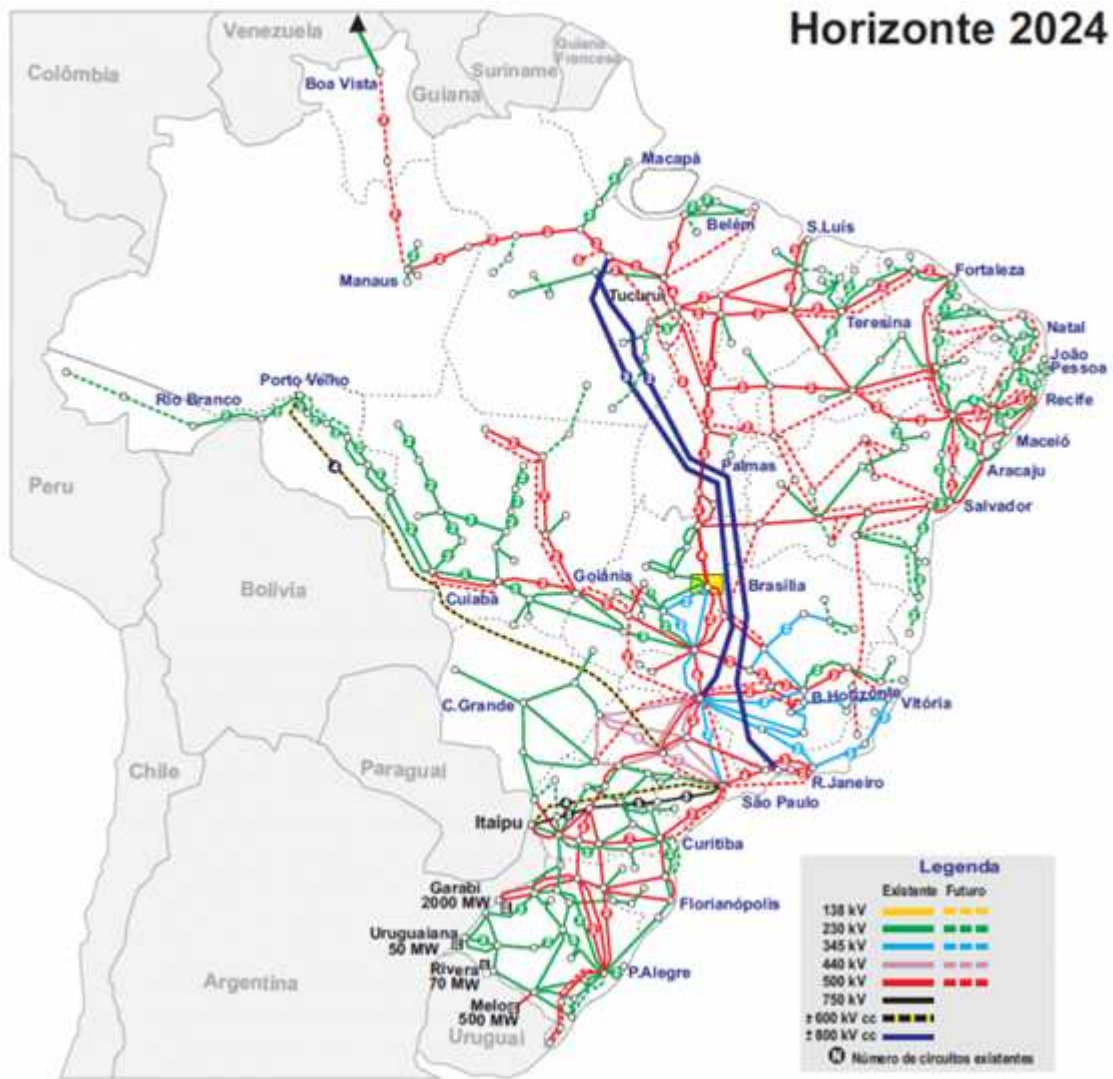 Horizonte 2024
Venezuela
Guiana
Francesa
Colômbia
Suriname
Boa Vista
Guiana
Macapá
Belém
S.Luís
Manaus
Fortaleza
Tucuruí
Teresina
Natal
João
Pessoa
Porto Velho
Rio Branco
Recife
Maceió
Palmas
Aracaju
Peru
Salvador
Goiânia
Brasília
Bolívia
Cuiabá
B.Horizonte
Vitória
C.Grande
Chile
Paraguai
R.Janeiro
São Paulo
Itaipu
Curitiba
Garabi
2000 MW
Florianópolis
Uruguaiana
50 MW
Rivera
70 MW
P.Alegre
Melo
500 MW
Argentina
Uruguai
Legenda
Existente Futuro
138 kV
230 kV
345 kV
440 kV
500 kV
750 kV
±600 kV cc
±800 kV cc
N Número de circuitos existentes